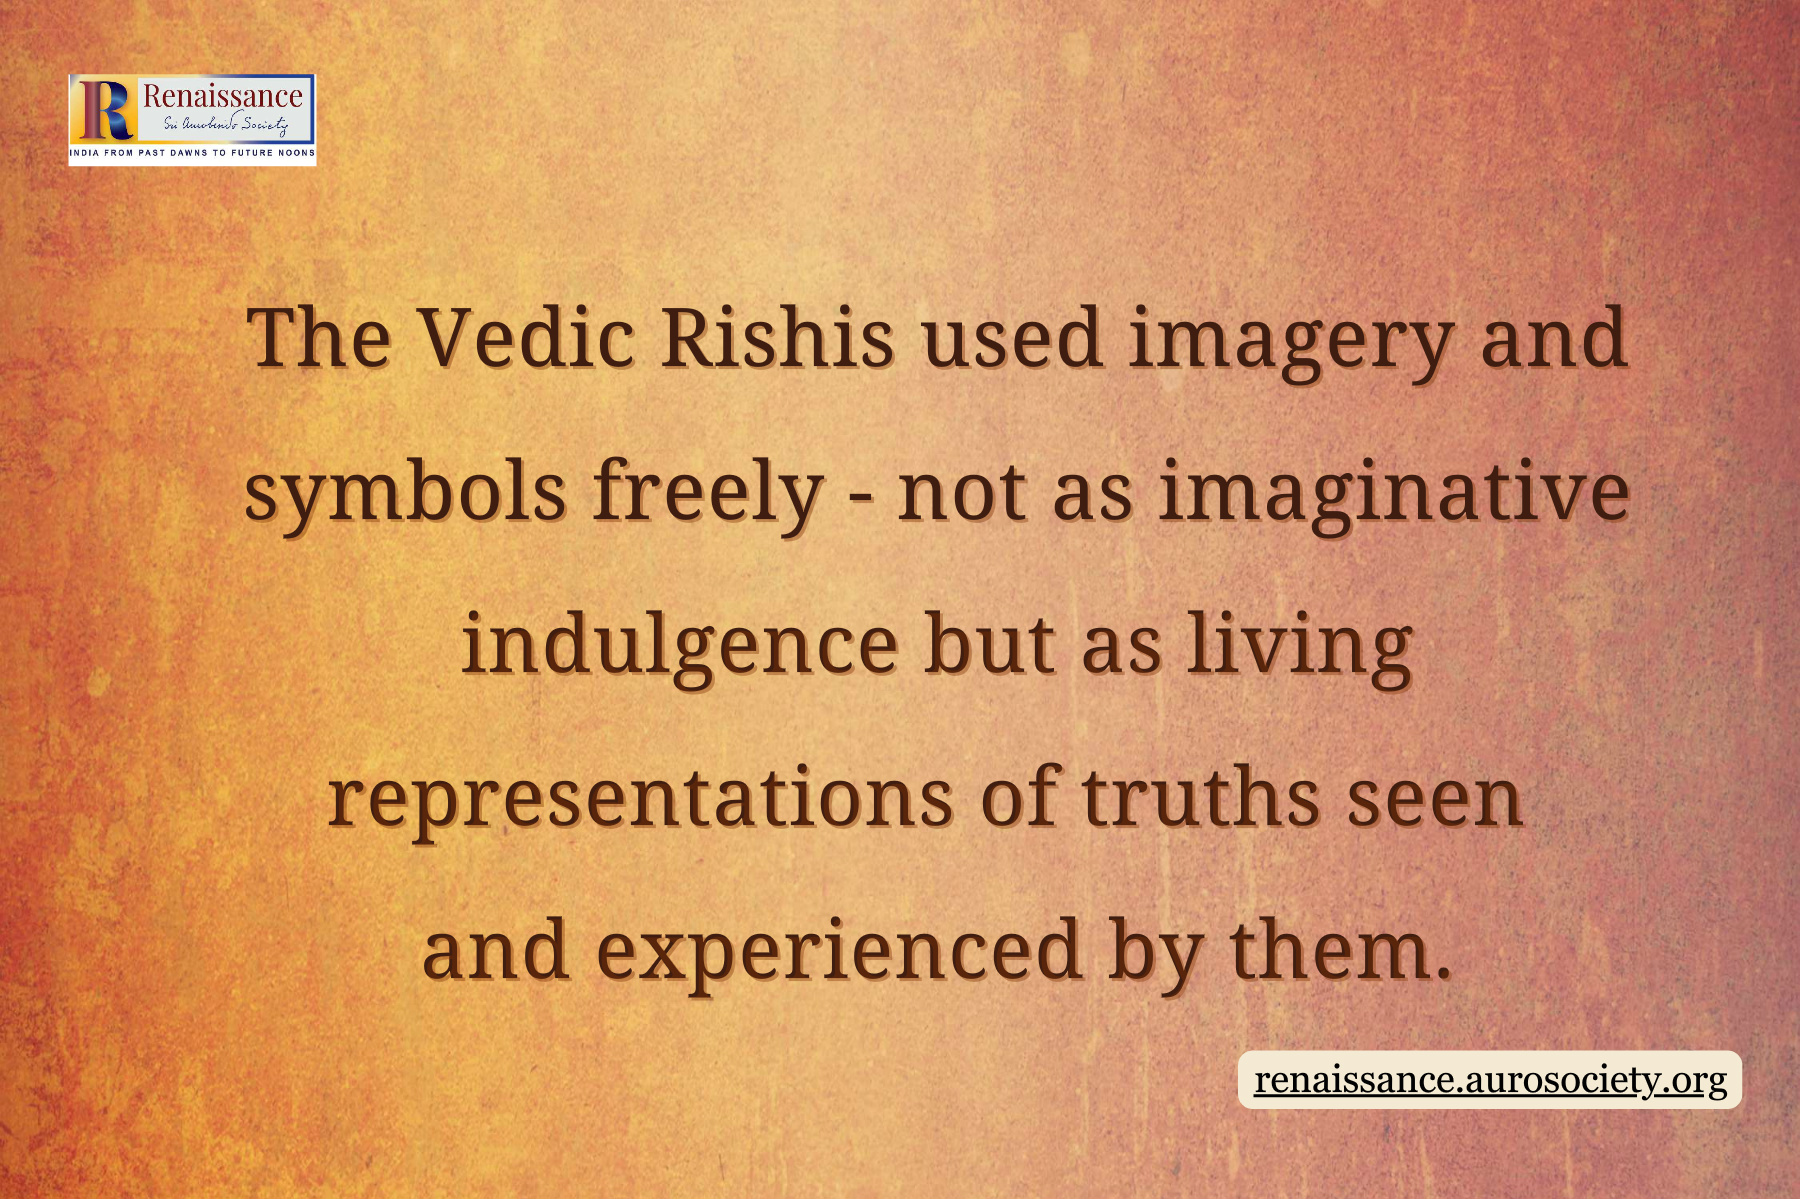 R Renaissance
Sri Aurobindo Society
INDIA FROM PAST DAWNS TO FUTURE NOONS
The Vedic Rishis used imagery and
symbols freely - not as imaginative
indulgence but as living
representations of truths seen
and experienced by them.
renaissance.aurosociety.org